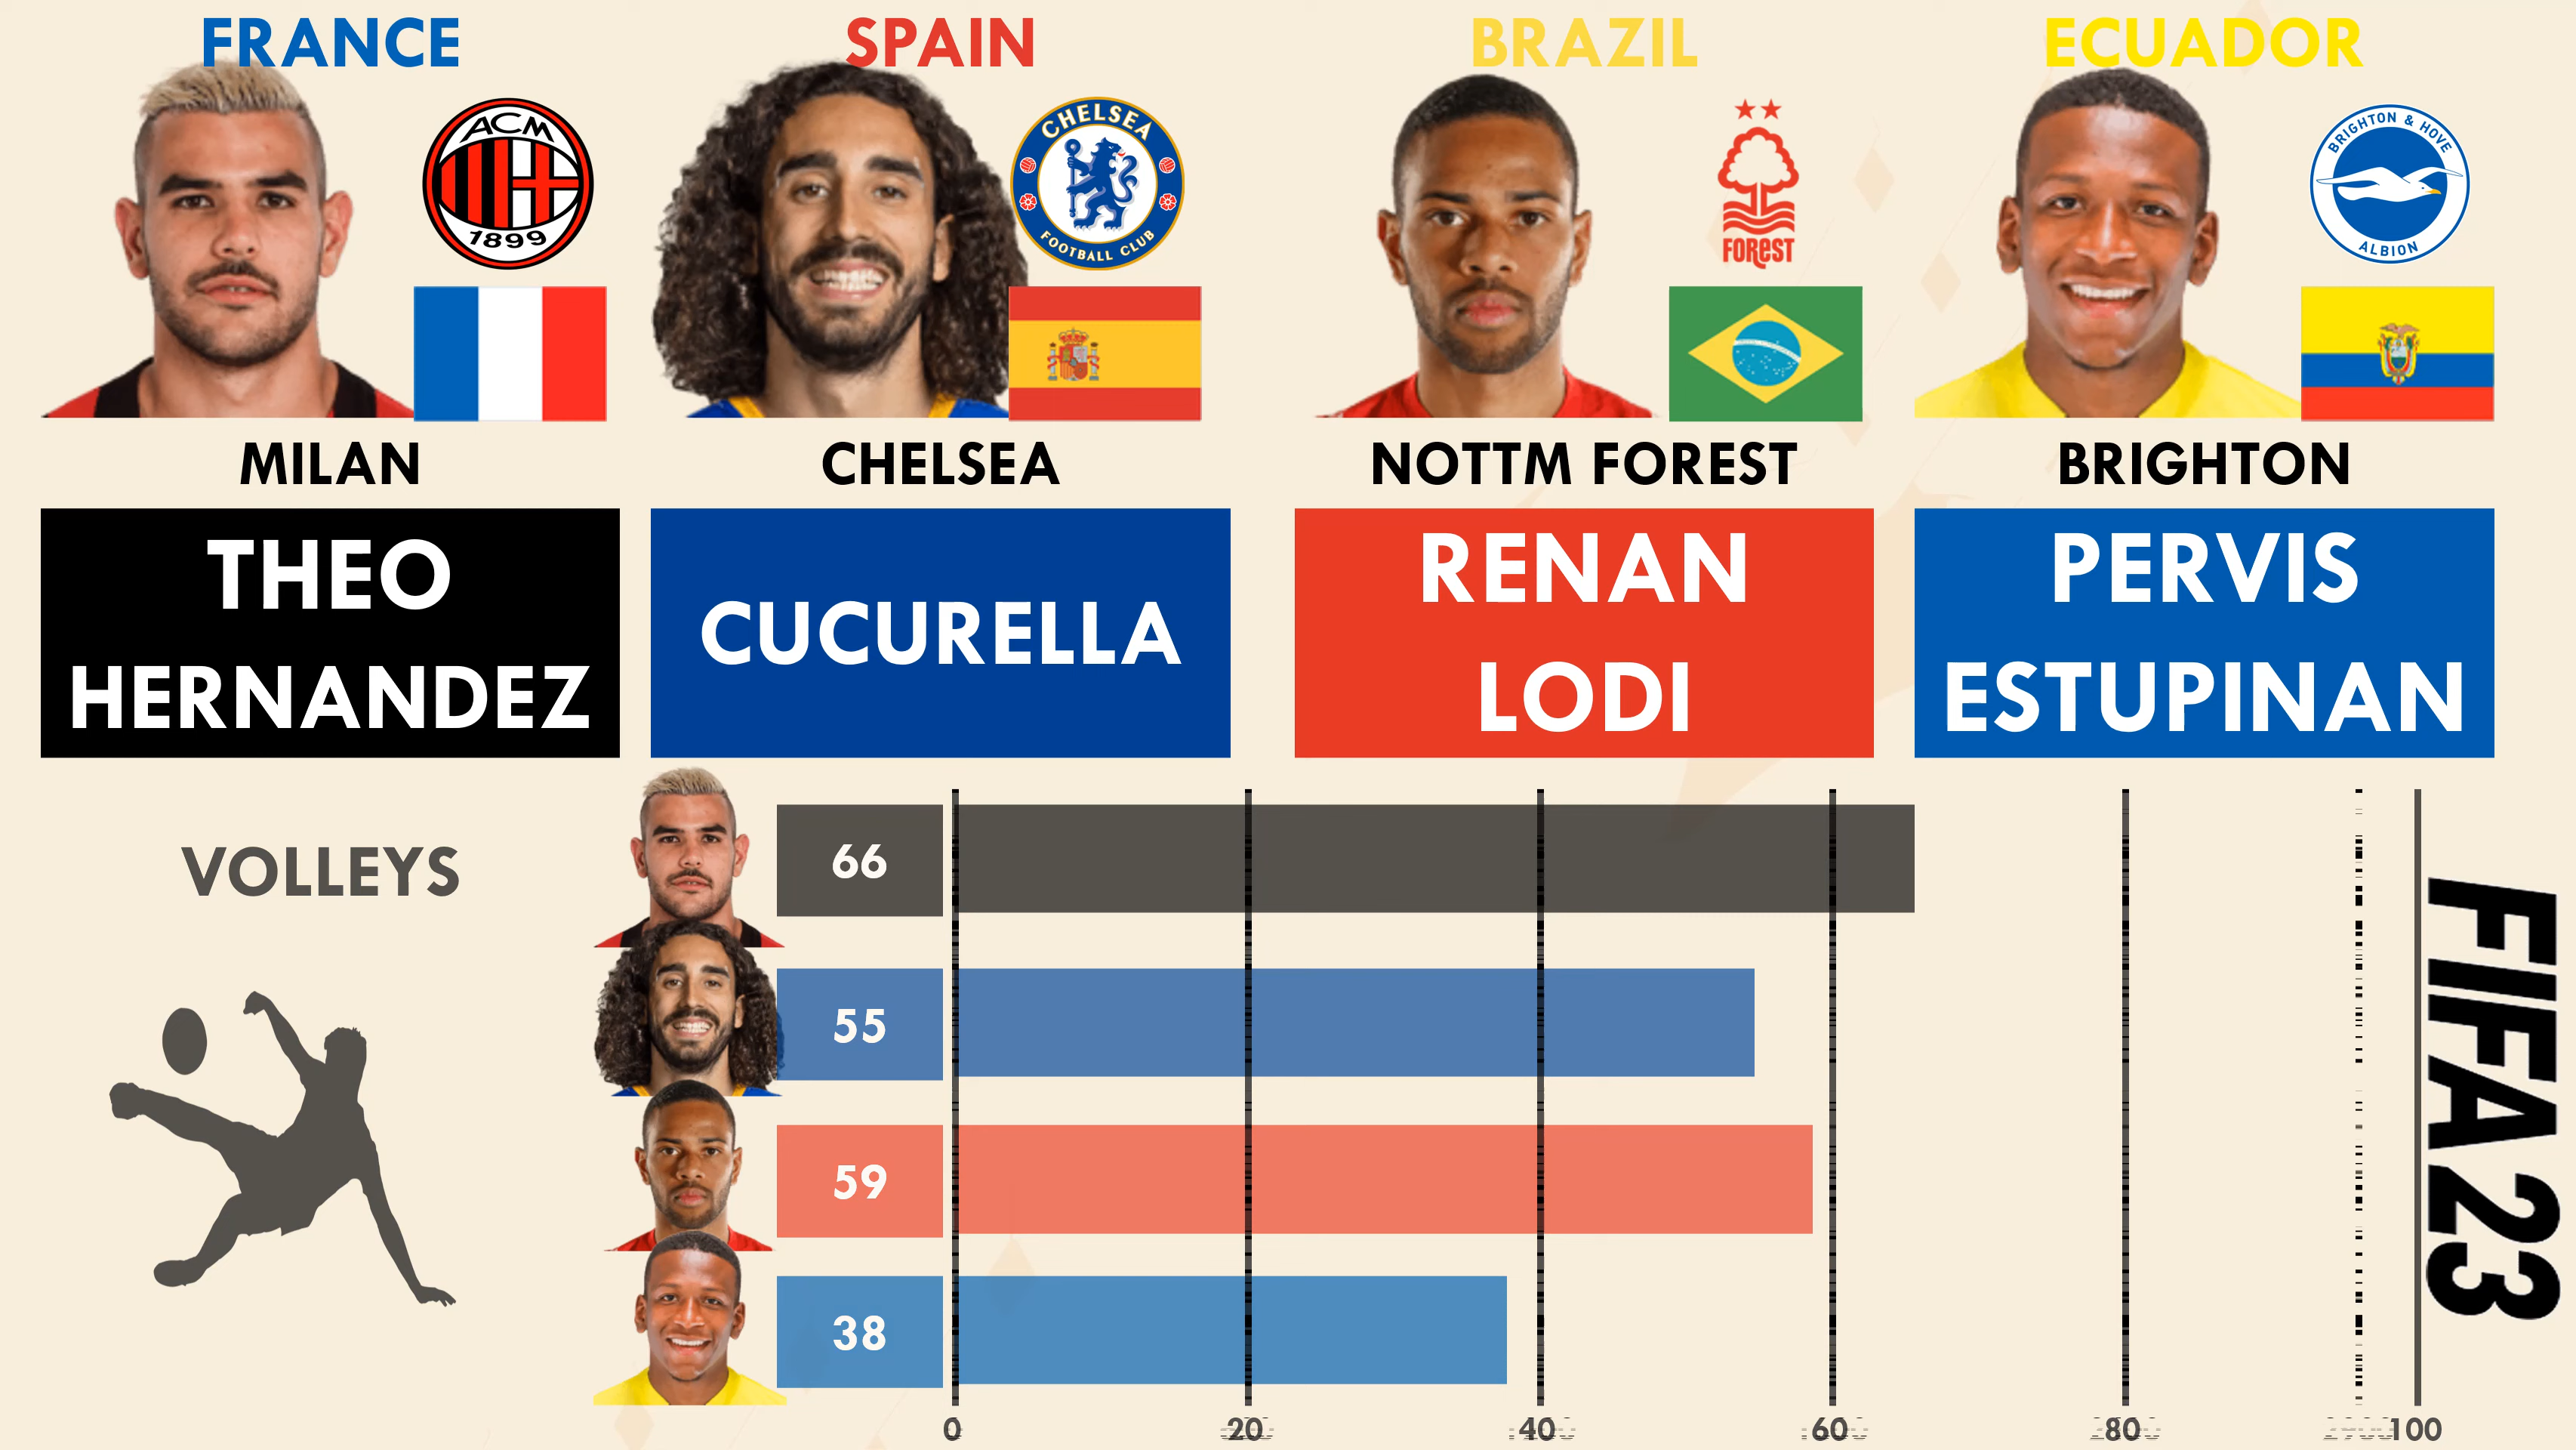 FRANCE
SPAIN
BRAZIL
ECUADOR
ACM
1899
CHELSEA
FOOTBALL CLUB
FOREST
BRIGHTON & HOVE
ALBION
MILAN
CHELSEA
NOTTM FOREST
BRIGHTON
THEO
HERNANDEZ
CUCURELLA
RENAN
LODI
PERVIS
ESTUPINAN
VOLLEYS
66
55
59
38
0 20 40 60 80 100
FIFA 23